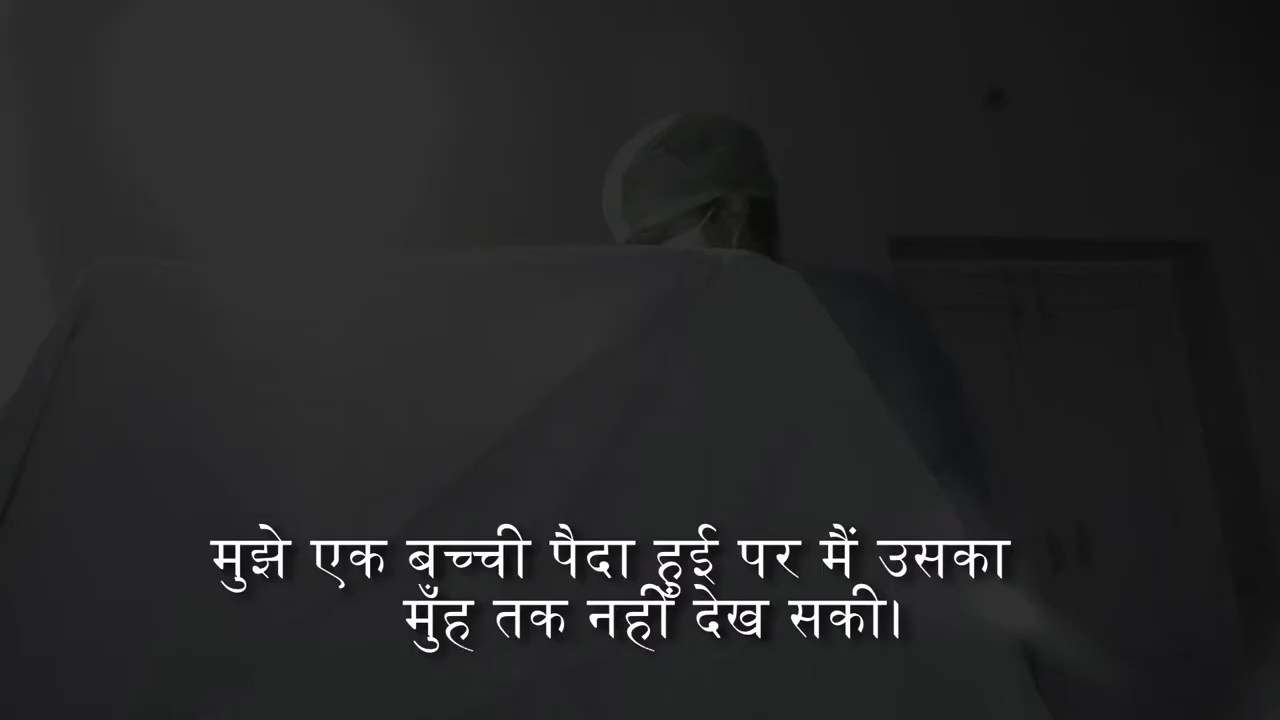 मुझे एक बच्ची पैदा हुई पर मैं उसका
मुँह तक नहीं देख सकी।